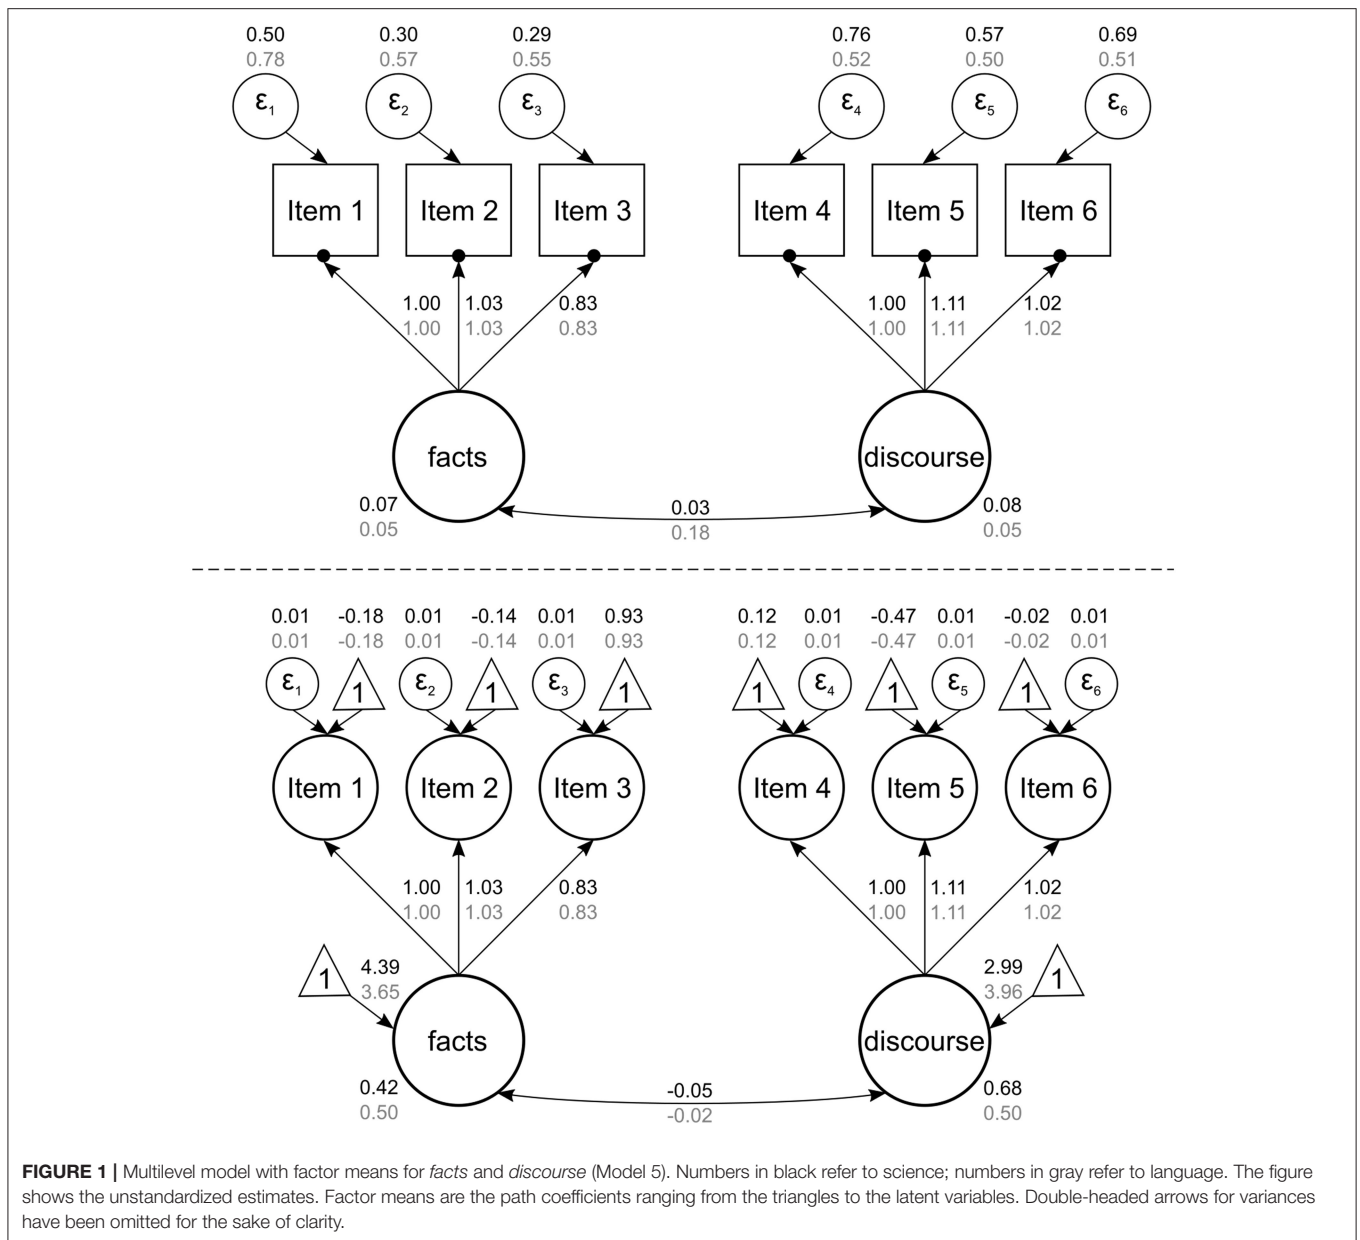 0.50 0.30 0.29 0.76 0.57 0.69
0.78 0.57 0.55 0.52 0.50 0.51
ε1 ε2 ε3 ε4 ε5 ε6
Item 1 Item 2 Item 3 Item 4 Item 5 Item 6
1.00 1.03 0.83 1.00 1.11 1.02
1.00 1.03 0.83 1.00 1.11 1.02
facts discourse
0.07 0.03 0.08
0.05 0.18 0.05
0.01 -0.18 0.01 -0.14 0.01 0.93 0.12 0.01 -0.47 0.01 -0.02 0.01
0.01 -0.18 0.01 -0.14 0.01 0.93 0.12 0.01 -0.47 0.01 -0.02 0.01
ε1 1 ε2 1 ε3 1 1 ε4 1 ε5 1 ε6
Item 1 Item 2 Item 3 Item 4 Item 5 Item 6
1.00 1.03 0.83 1.00 1.11 1.02
1.00 1.03 0.83 1.00 1.11 1.02
1 4.39 2.99 1
3.65 3.96
facts discourse
0.42 -0.05 0.68
0.50 -0.02 0.50
FIGURE 1 | Multilevel model with factor means for facts and discourse (Model 5). Numbers in black refer to science; numbers in gray refer to language. The figure
shows the unstandardized estimates. Factor means are the path coefficients ranging from the triangles to the latent variables. Double-headed arrows for variances
have been omitted for the sake of clarity.